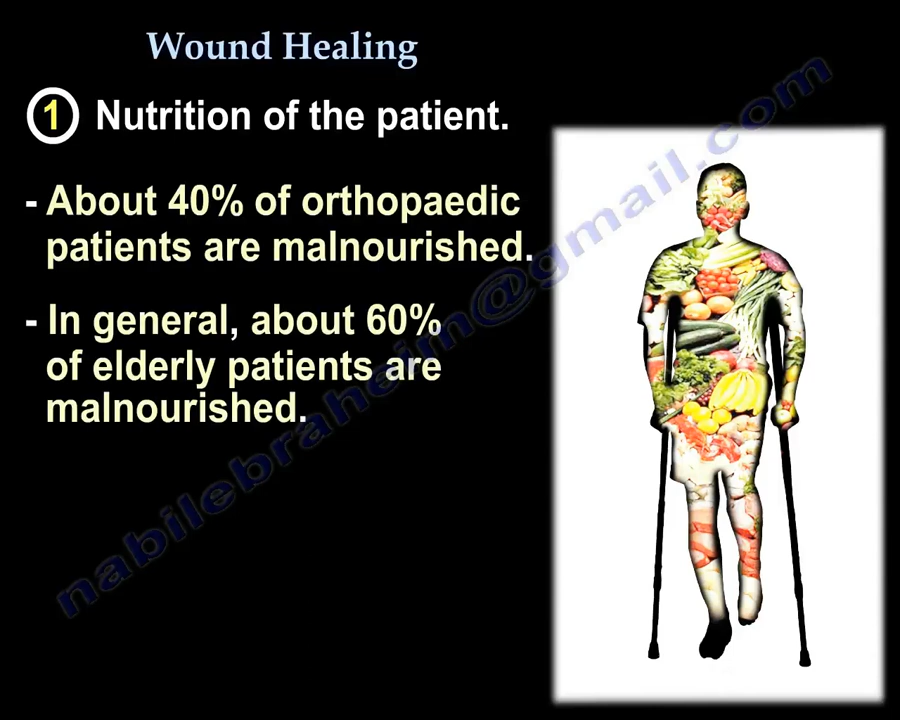 Wound Healing
1 Nutrition of the patient.
- About 40% of orthopaedic
patients are malnourished.
- In general, about 60%
of elderly patients are
malnourished.
nabilebraheim@gmail.com